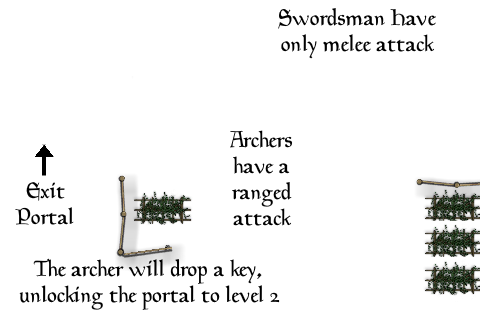 Swordsman have
only melee attack
Archers
have a
ranged
attack
Exit
Portal
The archer will drop a key,
unlocking the portal to level 2